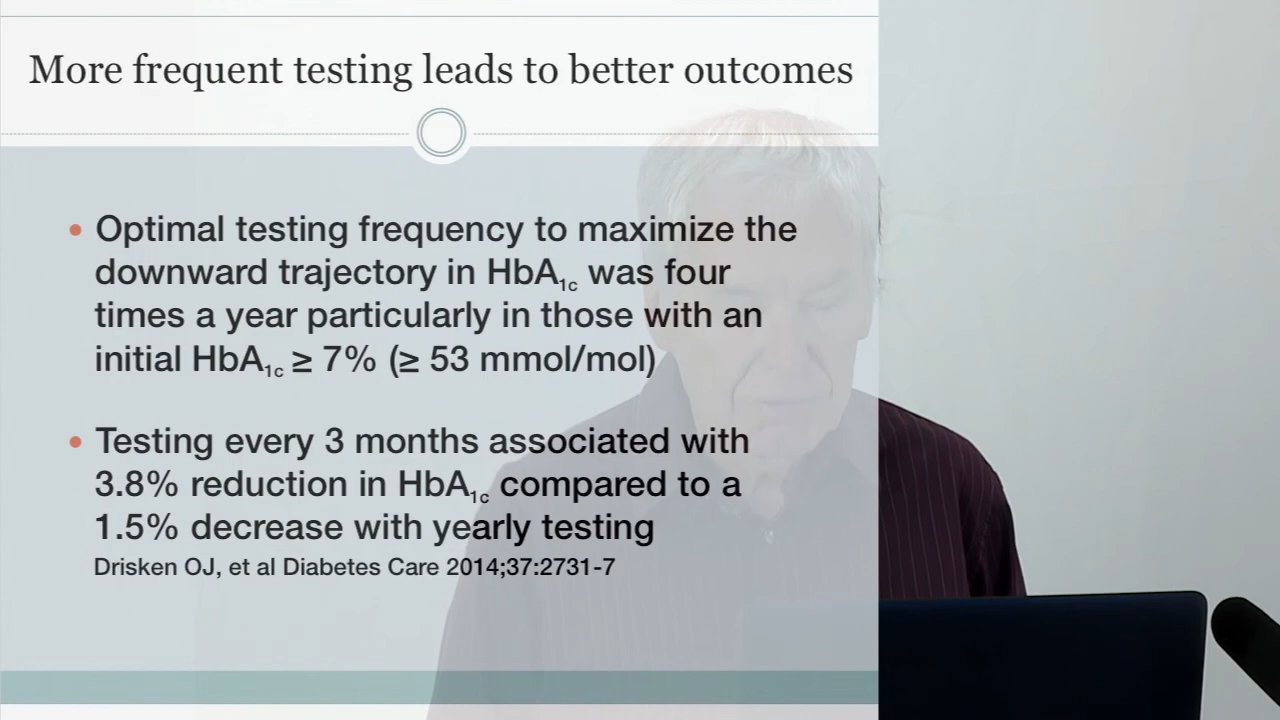 More frequent testing leads to better outcomes
• Optimal testing frequency to maximize the
downward trajectory in HbA1c was four
times a year particularly in those with an
initial HbA1c ≥ 7% (≥ 53 mmol/mol)
• Testing every 3 months associated with
3.8% reduction in HbA1c compared to a
1.5% decrease with yearly testing
Drisken OJ, et al Diabetes Care 2014;37:2731-7